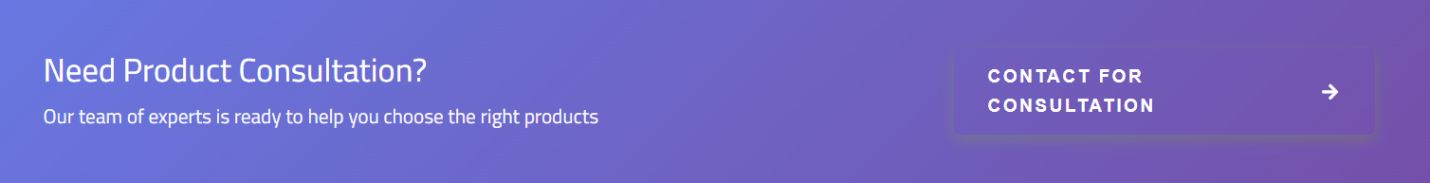 Need Product Consultation?
Our team of experts is ready to help you choose the right products
CONTACT FOR
CONSULTATION